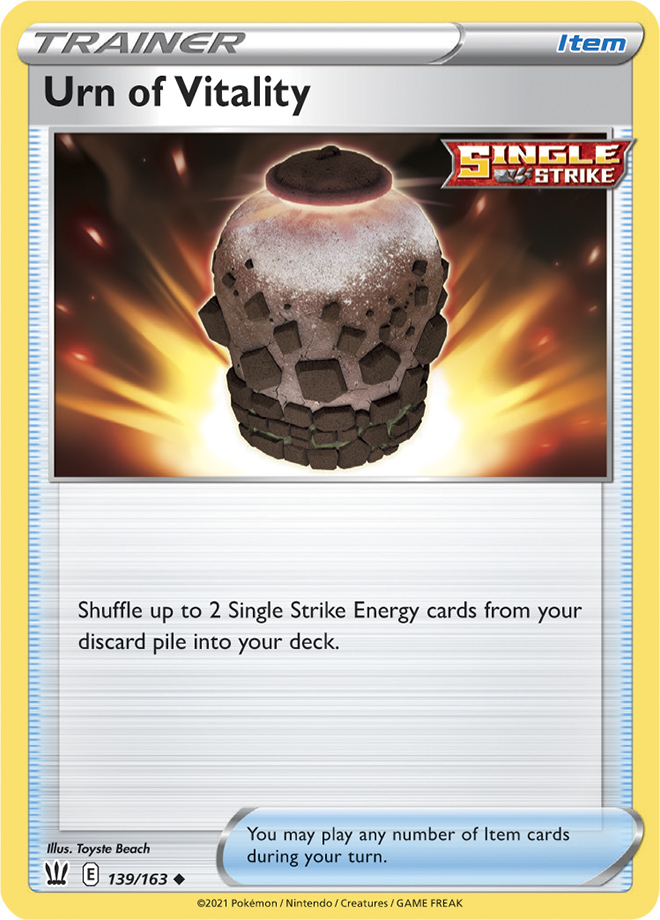 TRAINER
Item
Urn of Vitality
SINGLE
STRIKE
Shuffle up to 2 Single Strike Energy cards from your
discard pile into your deck.
Illus. Toyste Beach
You may play any number of Item cards
during your turn.
E 139/163 ◆
©2021 Pokémon / Nintendo / Creatures / GAME FREAK